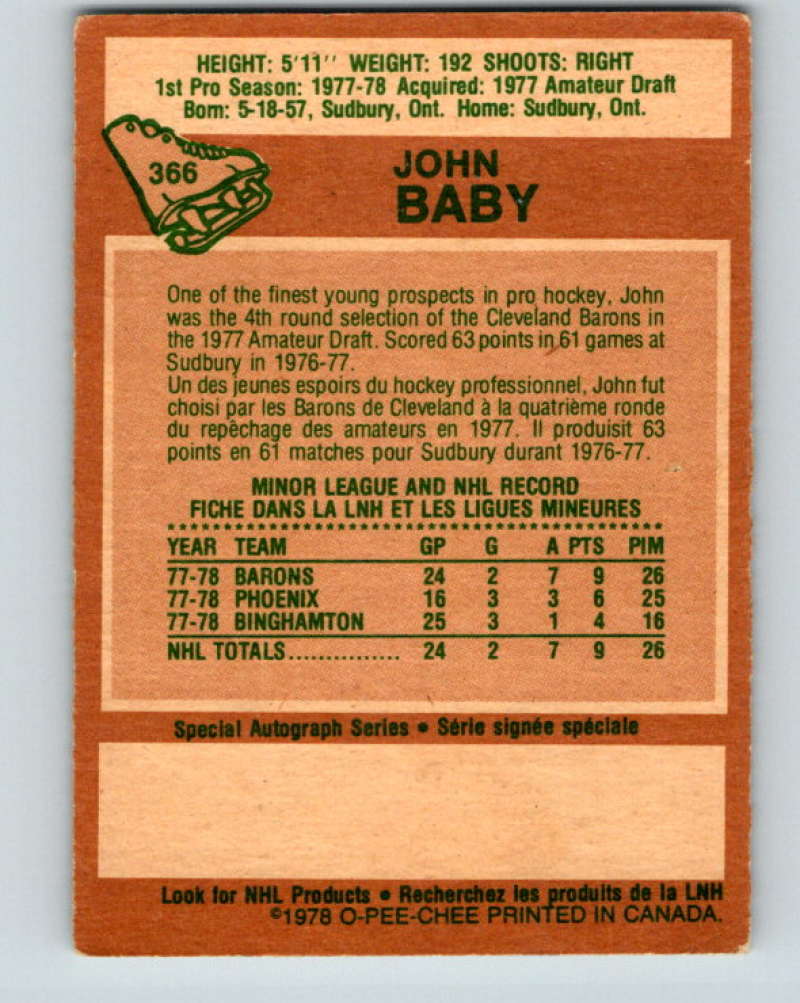 HEIGHT: 5'11'' WEIGHT: 192 SHOOTS: RIGHT
1st Pro Season: 1977-78 Acquired: 1977 Amateur Draft
Born: 5-18-57, Sudbury, Ont. Home: Sudbury, Ont.
366
JOHN
BABY
One of the finest young prospects in pro hockey, John
was the 4th round selection of the Cleveland Barons in
the 1977 Amateur Draft. Scored 63 points in 61 games at
Sudbury in 1976-77.
Un des jeunes espoirs du hockey professionnel, John fut
choisi par les Barons de Cleveland à la quatrième ronde
du repêchage des amateurs en 1977. Il produisit 63
points en 61 matches pour Sudbury durant 1976-77.
MINOR LEAGUE AND NHL RECORD
FICHE DANS LA LNH ET LES LIGUES MINEURES
YEAR TEAM GP G A PTS PIM
77-78 BARONS 24 2 7 9 26
77-78 PHOENIX 16 3 3 6 25
77-78 BINGHAMTON 25 3 1 4 16
NHL TOTALS............... 24 2 7 9 26
Special Autograph Series • Série signée spéciale
Look for NHL Products • Recherchez les produits de la LNH
©1978 O-PEE-CHEE PRINTED IN CANADA.